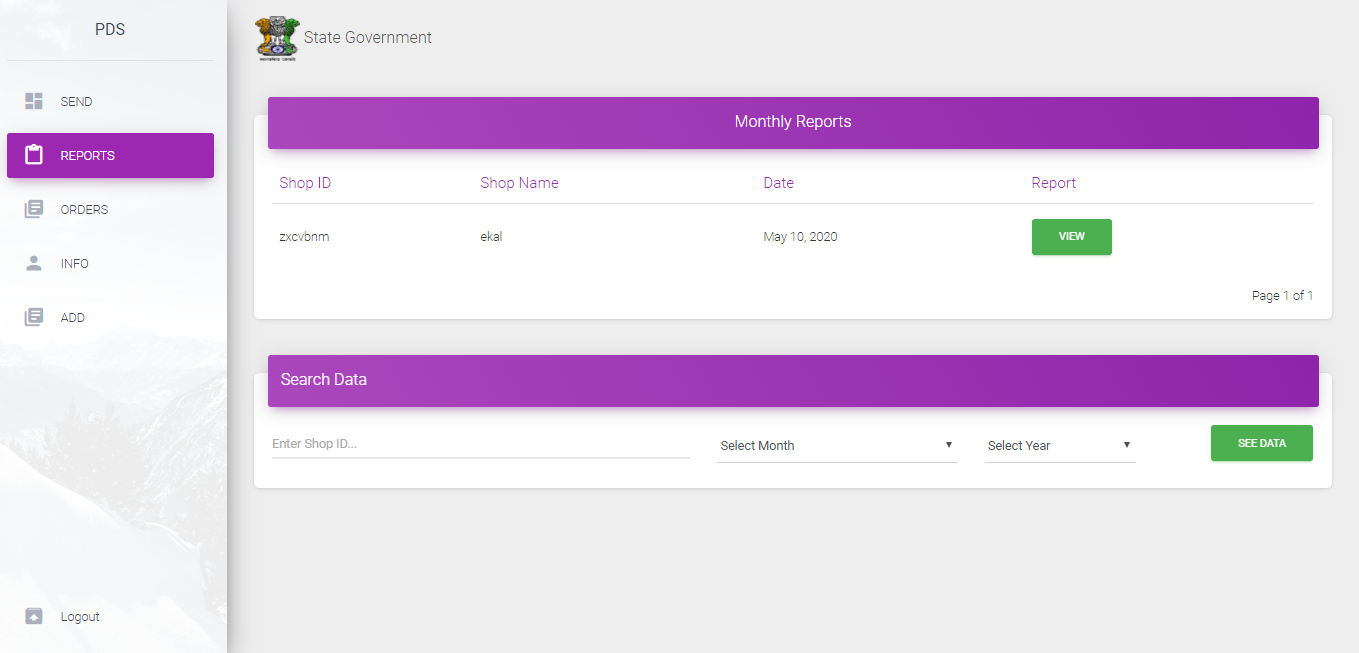 PDS
SEND
REPORTS
ORDERS
INFO
ADD
Logout
State Government
Monthly Reports
Shop ID Shop Name Date Report
zxcvbnm ekal May 10, 2020 VIEW
Page 1 of 1
Search Data
Enter Shop ID... Select Month Select Year SEE DATA